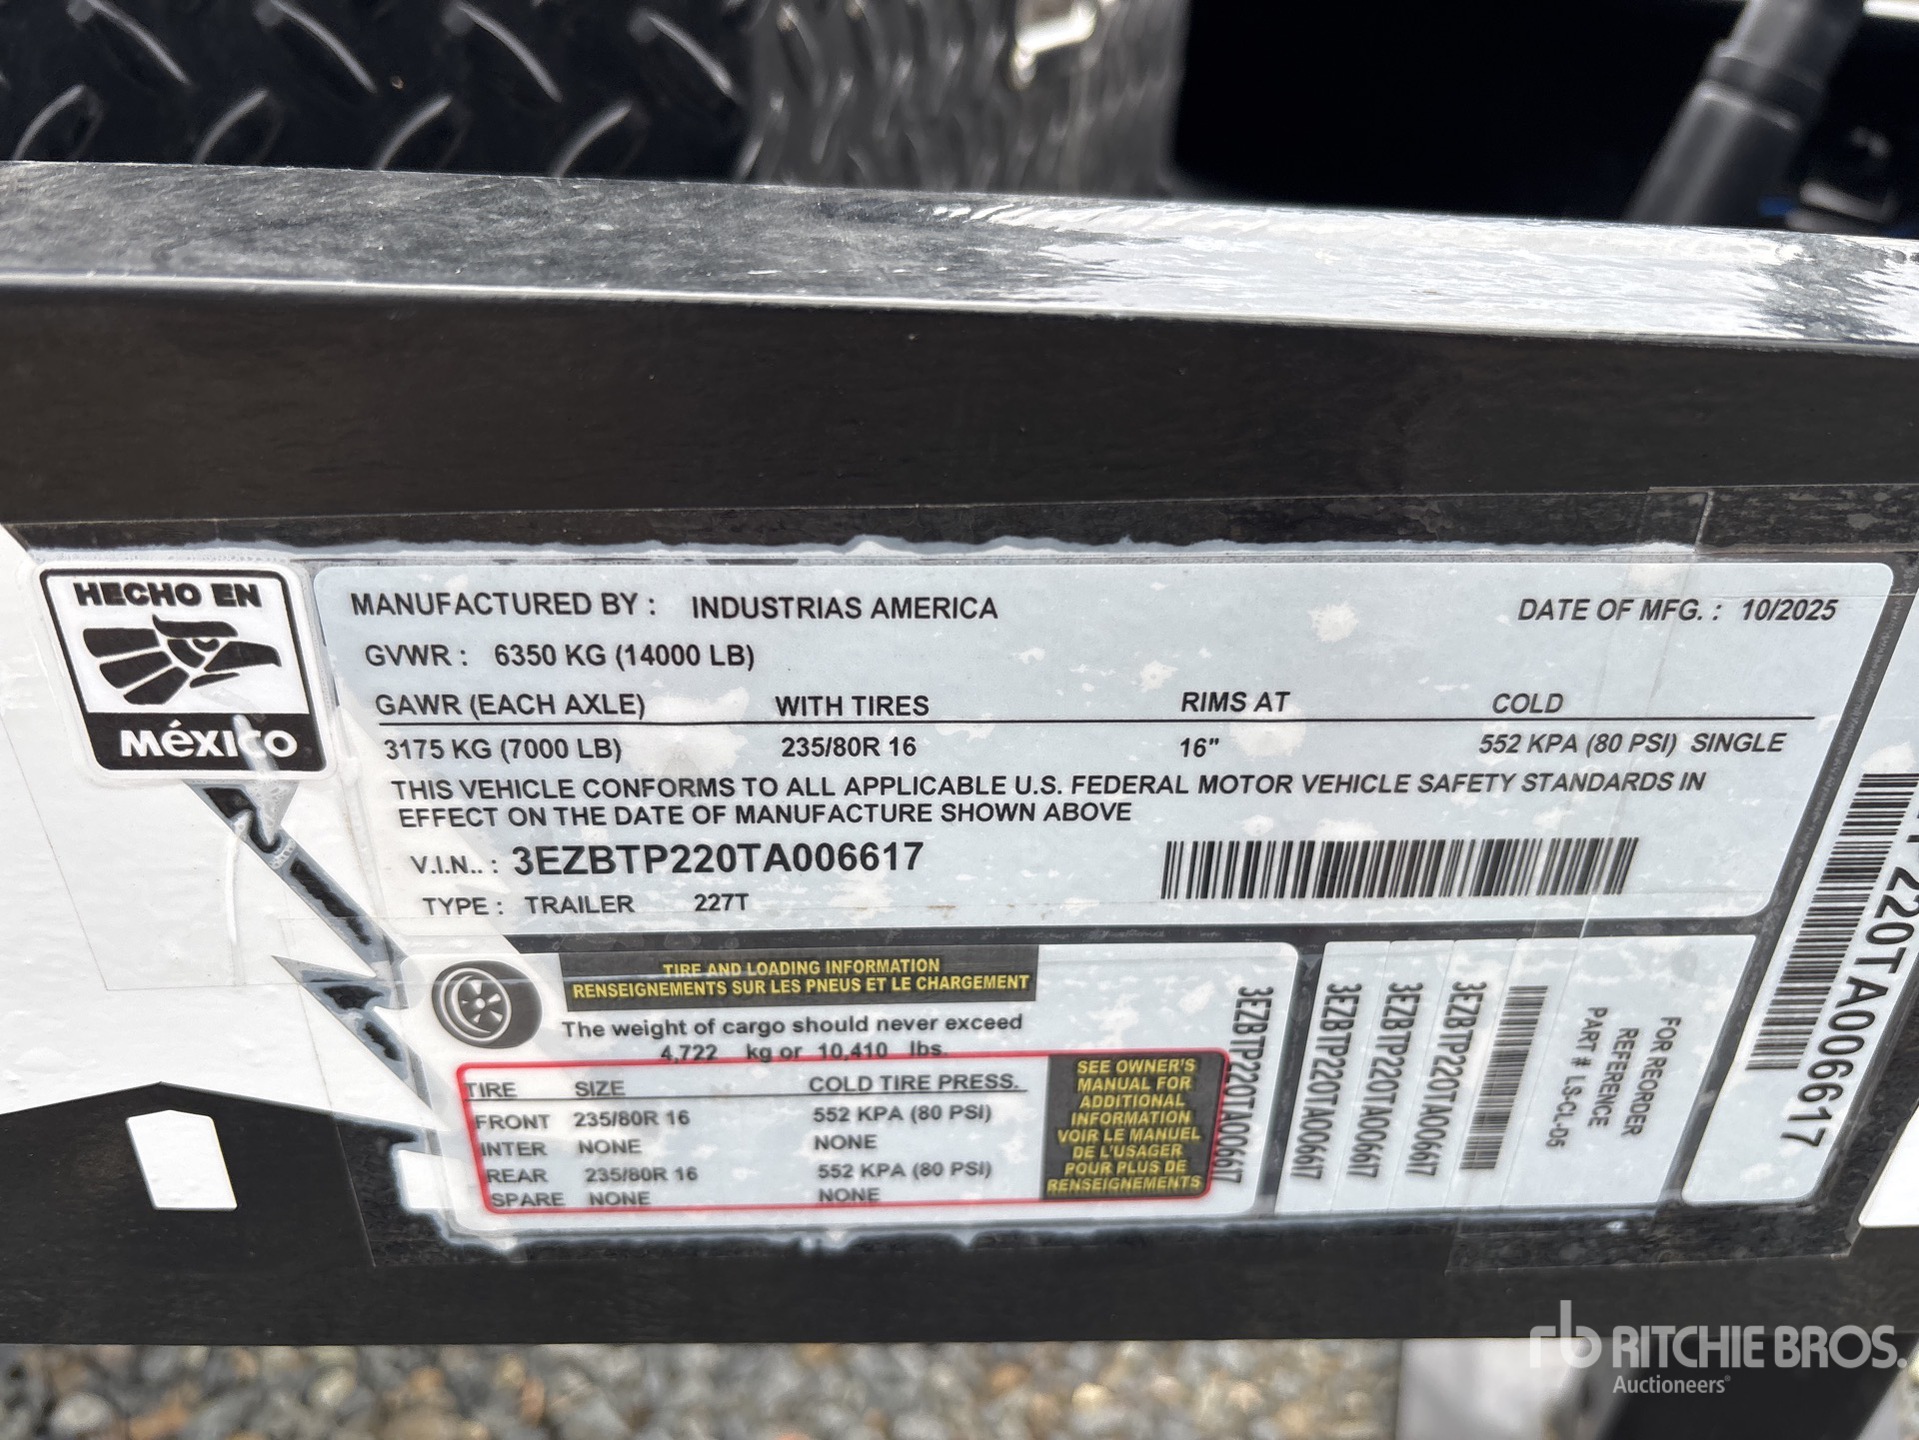 HECHO EN
MéXICO
MANUFACTURED BY : INDUSTRIAS AMERICA DATE OF MFG. : 10/2025
GVWR : 6350 KG (14000 LB)
GAWR (EACH AXLE) WITH TIRES RIMS AT COLD
3175 KG (7000 LB) 235/80R 16 16" 552 KPA (80 PSI) SINGLE
THIS VEHICLE CONFORMS TO ALL APPLICABLE U.S. FEDERAL MOTOR VEHICLE SAFETY STANDARDS IN
EFFECT ON THE DATE OF MANUFACTURE SHOWN ABOVE
V.I.N.. : 3EZBTP220TA006617
TYPE : TRAILER 227T
TIRE AND LOADING INFORMATION
RENSEIGNEMENTS SUR LES PNEUS ET LE CHARGEMENT
The weight of cargo should never exceed
4,722 kg or 10,410 lbs.
TIRE SIZE COLD TIRE PRESS.
FRONT 235/80R 16 552 KPA (80 PSI)
INTER NONE NONE
REAR 235/80R 16 552 KPA (80 PSI)
SPARE NONE NONE
SEE OWNER'S
MANUAL FOR
ADDITIONAL
INFORMATION
VOIR LE MANUEL
DE L'USAGER
POUR PLUS DE
RENSEIGNEMENTS
3EZBTP220TA006617
3EZBTP220TA006617
3EZBTP220TA006617
3EZBTP220TA006617
FOR REORDER
REFERENCE
PART # LS-CL-D5
P220TA006617
rb RITCHIE BROS.
Auctioneers